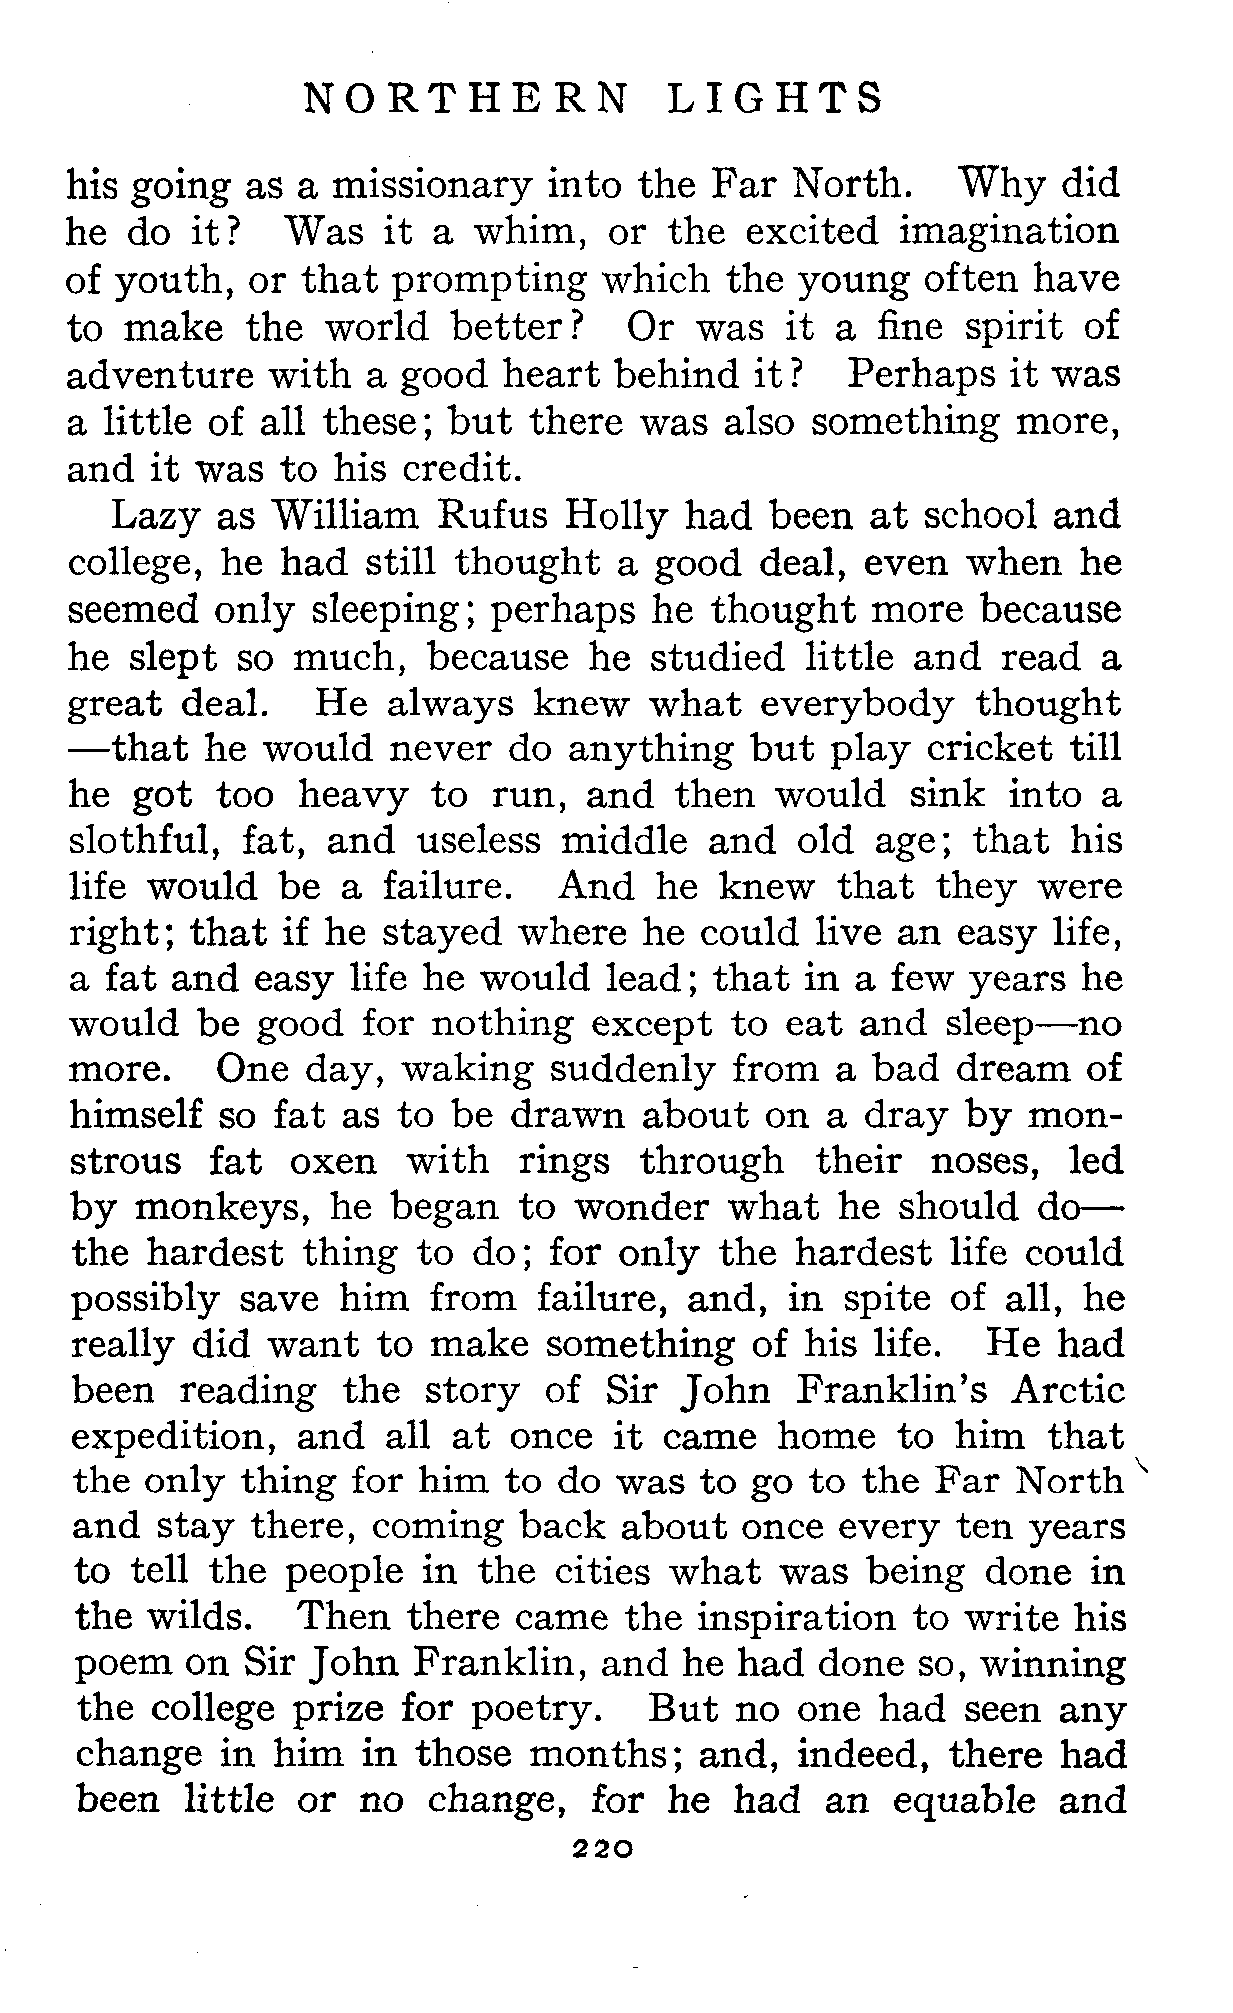 NORTHERN LIGHTS
his going as a missionary into the Far North. Why did
he do it? Was it a whim, or the excited imagination
of youth, or that prompting which the young often have
to make the world better? Or was it a fine spirit of
adventure with a good heart behind it? Perhaps it was
a little of all these; but there was also something more,
and it was to his credit.
Lazy as William Rufus Holly had been at school and
college, he had still thought a good deal, even when he
seemed only sleeping; perhaps he thought more because
he slept so much, because he studied little and read a
great deal. He always knew what everybody thought
—that he would never do anything but play cricket till
he got too heavy to run, and then would sink into a
slothful, fat, and useless middle and old age; that his
life would be a failure. And he knew that they were
right; that if he stayed where he could live an easy life,
a fat and easy life he would lead; that in a few years he
would be good for nothing except to eat and sleep—no
more. One day, waking suddenly from a bad dream of
himself so fat as to be drawn about on a dray by mon-
strous fat oxen with rings through their noses, led
by monkeys, he began to wonder what he should do—
the hardest thing to do; for only the hardest life could
possibly save him from failure, and, in spite of all, he
really did want to make something of his life. He had
been reading the story of Sir John Franklin's Arctic
expedition, and all at once it came home to him that
the only thing for him to do was to go to the Far North
and stay there, coming back about once every ten years
to tell the people in the cities what was being done in
the wilds. Then there came the inspiration to write his
poem on Sir John Franklin, and he had done so, winning
the college prize for poetry. But no one had seen any
change in him in those months; and, indeed, there had
been little or no change, for he had an equable and
220